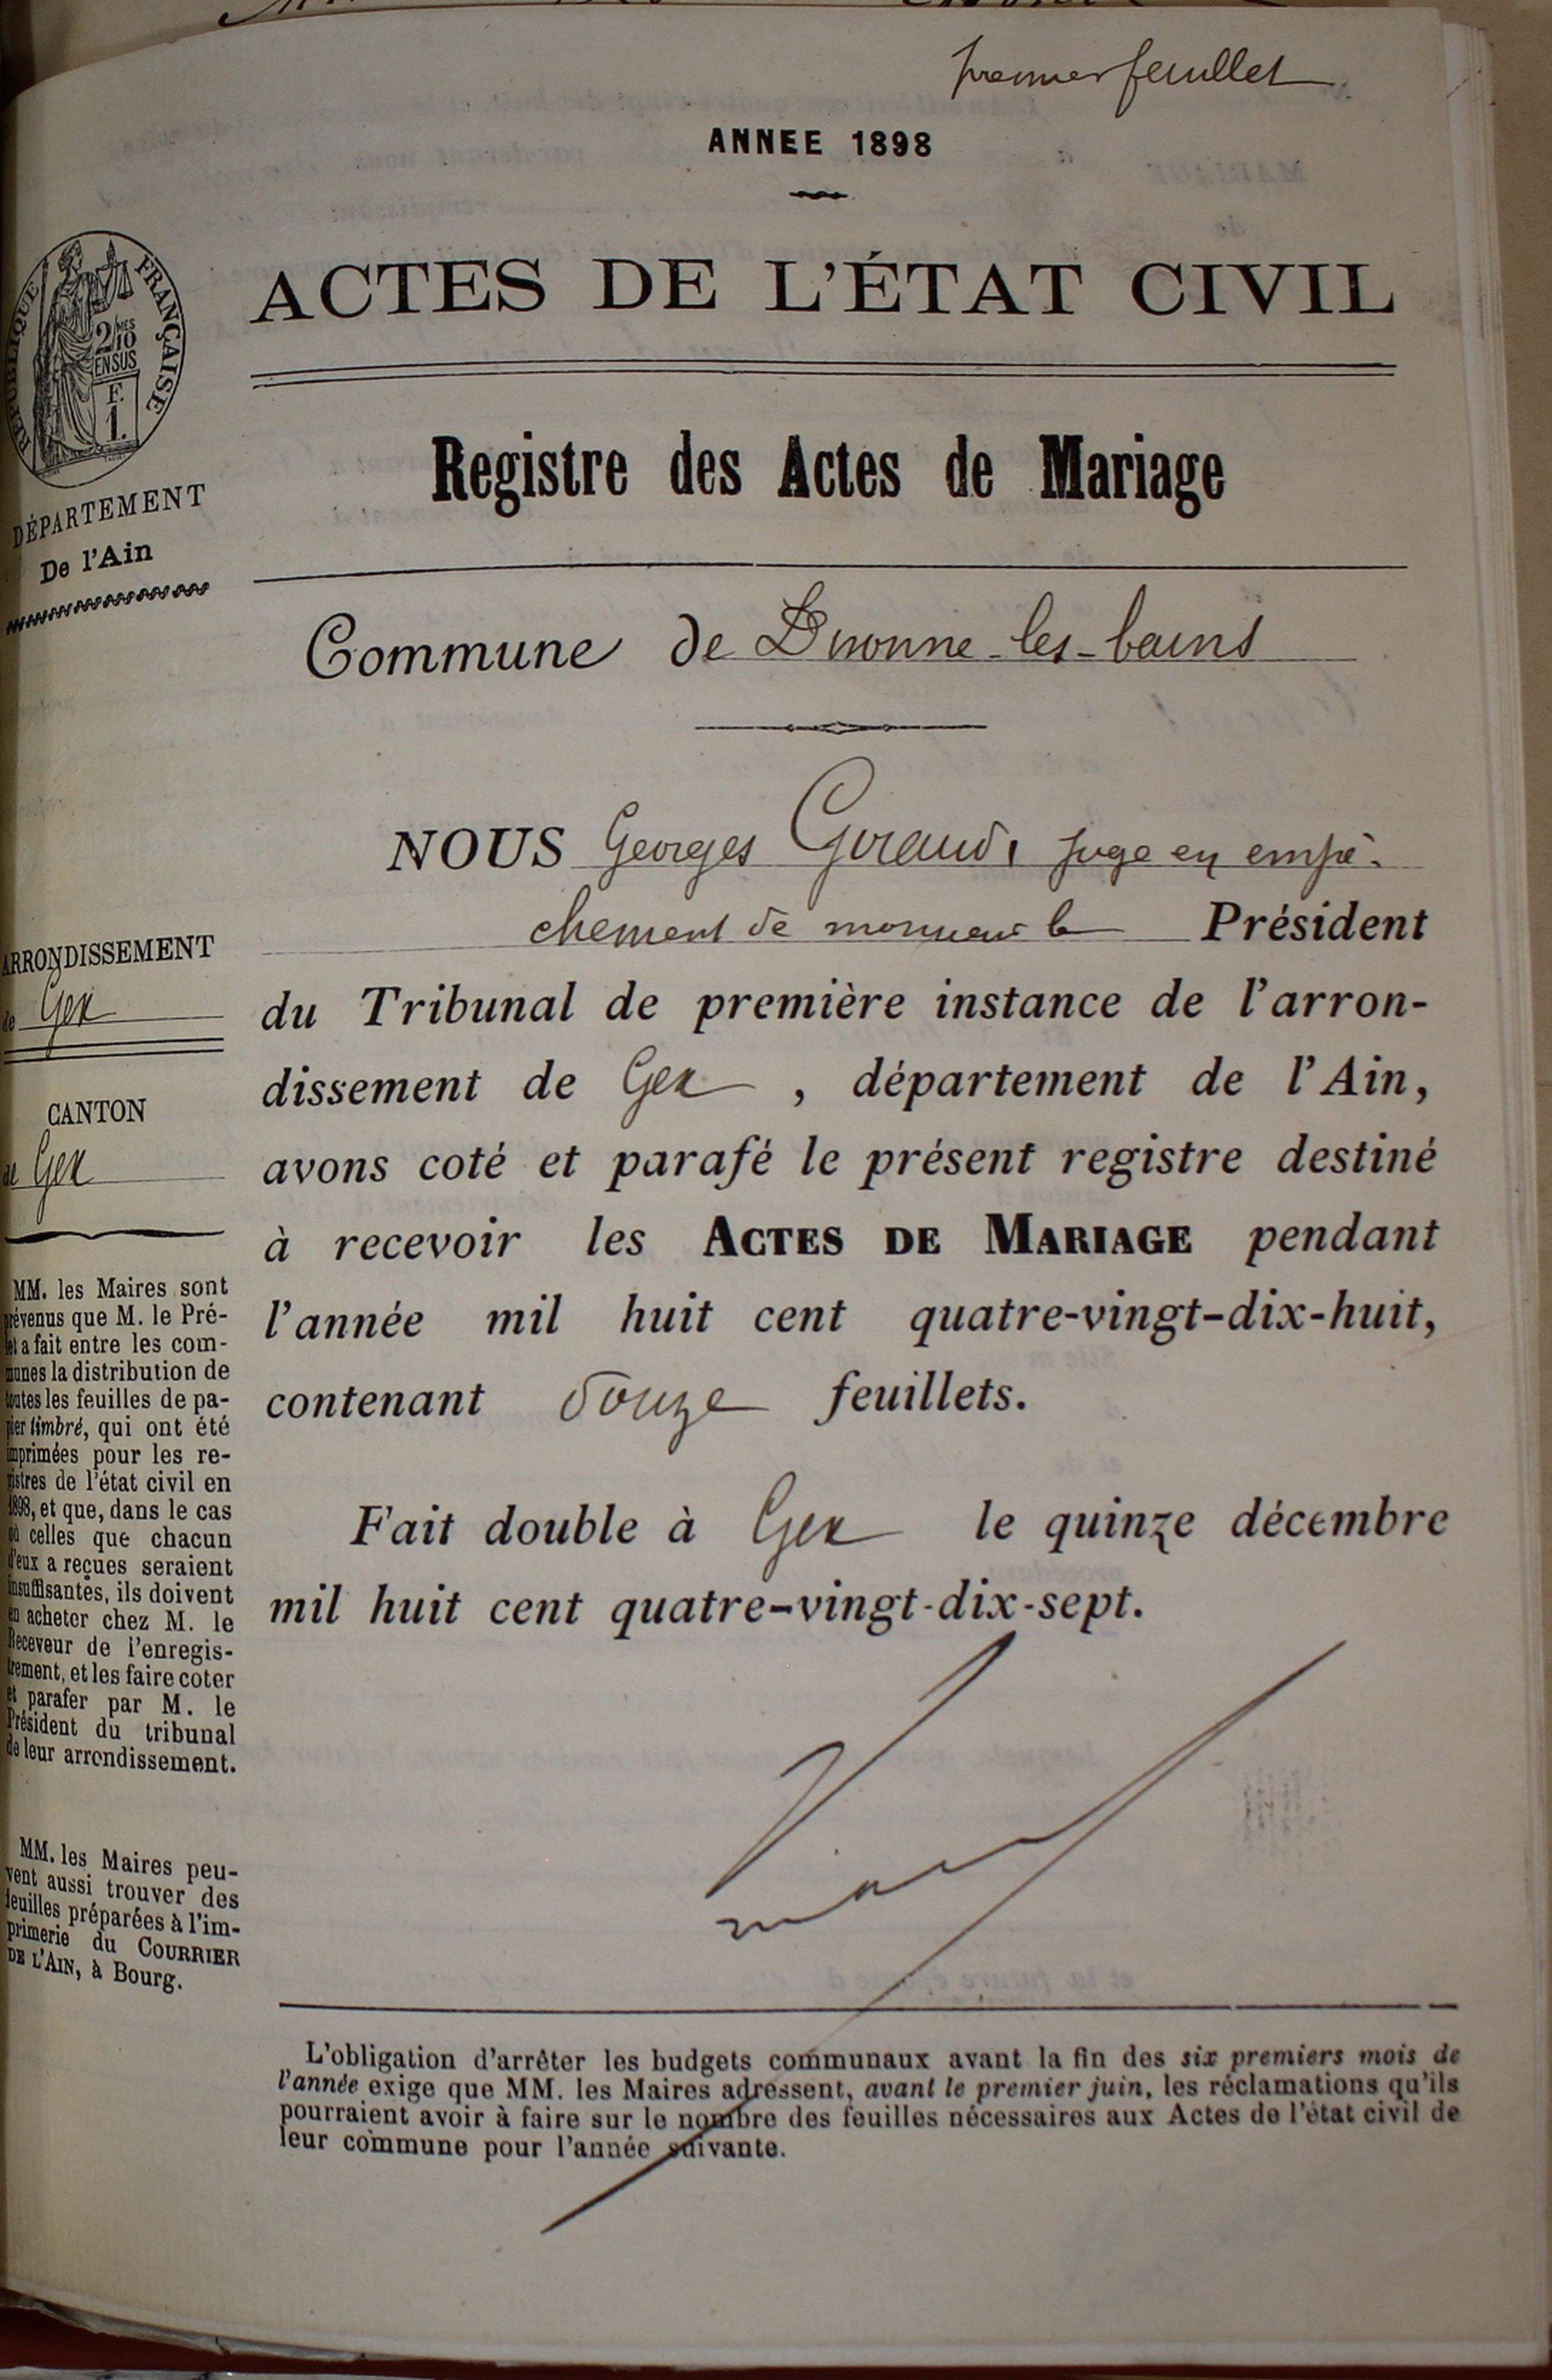 premier feuillet
ANNEE 1898
ACTES DE L'ÉTAT CIVIL
RÉPUBLIQUE FRANÇAISE
2/10 MES
EN SUS
F.
1.
DÉPARTEMENT
De l'Ain
Registre des Actes de Mariage
Commune de Divonne-les-bains
NOUS Georges Giraud, juge en empê-
chement de monsieur le Président
du Tribunal de première instance de l'arron-
dissement de Gex, département de l'Ain,
avons coté et parafé le présent registre destiné
à recevoir les ACTES DE MARIAGE pendant
l'année mil huit cent quatre-vingt-dix-huit,
contenant douze feuillets.
Fait double à Gex le quinze décembre
mil huit cent quatre-vingt-dix-sept.
ARRONDISSEMENT
de Gex
CANTON
de Gex
MM. les Maires sont
prévenus que M. le Pré-
fet a fait entre les com-
munes la distribution de
toutes les feuilles de pa-
pier timbré, qui ont été
imprimées pour les re-
gistres de l'état civil en
1898, et que, dans le cas
où celles que chacun
d'eux a reçues seraient
insuffisantes, ils doivent
en acheter chez M. le
Receveur de l'enregis-
trement, et les faire coter
et parafer par M. le
Président du tribunal
de leur arrondissement.
MM. les Maires peu-
vent aussi trouver des
feuilles préparées à l'im-
primerie du COURRIER
DE L'AIN, à Bourg.
L'obligation d'arrêter les budgets communaux avant la fin des six premiers mois de
l'année exige que MM. les Maires adressent, avant le premier juin, les réclamations qu'ils
pourraient avoir à faire sur le nombre des feuilles nécessaires aux Actes de l'état civil de
leur commune pour l'année suivante.